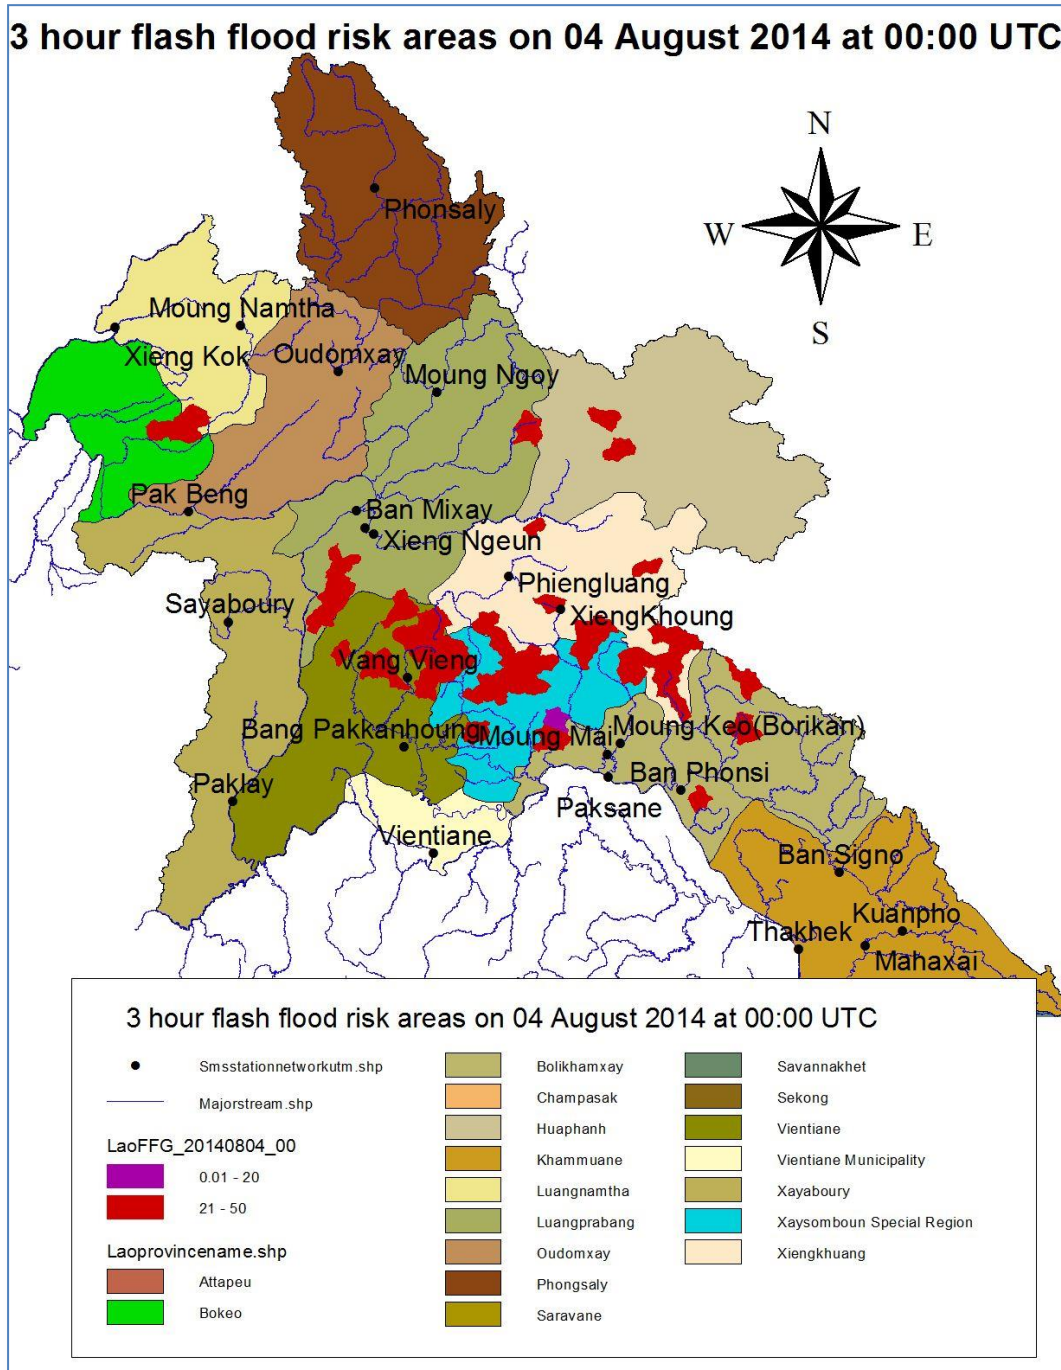 3 hour flash flood risk areas on 04 August 2014 at 00:00 UTC
N
W
E
S
Phonsaly
Moung Namtha
Xieng Kok
Oudomxay
Moung Ngoy
Pak Beng
Ban Mixay
Xieng Ngeun
Phiengluang
Sayaboury
XiengKhoung
Vang Vieng
Bang Pakkanhoung
Moung Mai
Moung Keo(Borikan)
Ban Phonsi
Paklay
Paksane
Vientiane
Ban Signo
Kuanpho
Thakhek
Mahaxai
3 hour flash flood risk areas on 04 August 2014 at 00:00 UTC
Smsstationnetworkutm.shp
Majorstream.shp
LaoFFG_20140804_00
0.01 - 20
21 - 50
Laoprovincename.shp
Attapeu
Bokeo
Bolikhamxay
Champasak
Huaphanh
Khammuane
Luangnamtha
Luangprabang
Oudomxay
Phongsaly
Saravane
Savannakhet
Sekong
Vientiane
Vientiane Municipality
Xayaboury
Xaysomboun Special Region
Xiengkhuang